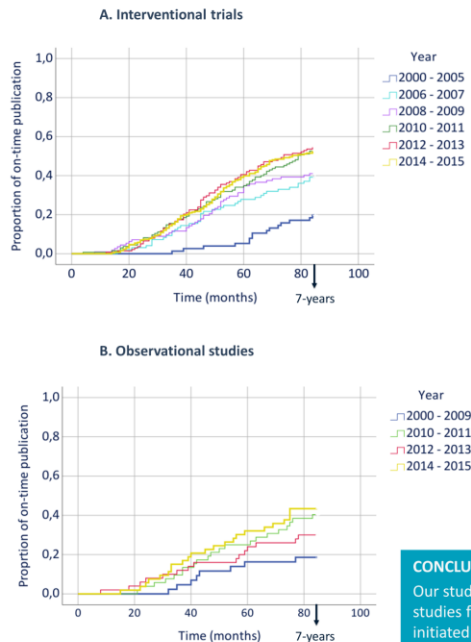 A. Interventional trials
Proportion of on-time publication
1,0
0,8
0,6
0,4
0,2
0,0
0 20 40 60 80 100
Time (months)
7-years
Year
2000 - 2005
2006 - 2007
2008 - 2009
2010 - 2011
2012 - 2013
2014 - 2015
B. Observational studies
Proprtion of on-time publication
1,0
0,8
0,6
0,4
0,2
0,0
0 20 40 60 80 100
Time (months)
7-years
Year
2000 - 2009
2010 - 2011
2012 - 2013
2014 - 2015
CONCLU
Our stud
studies f
initiated